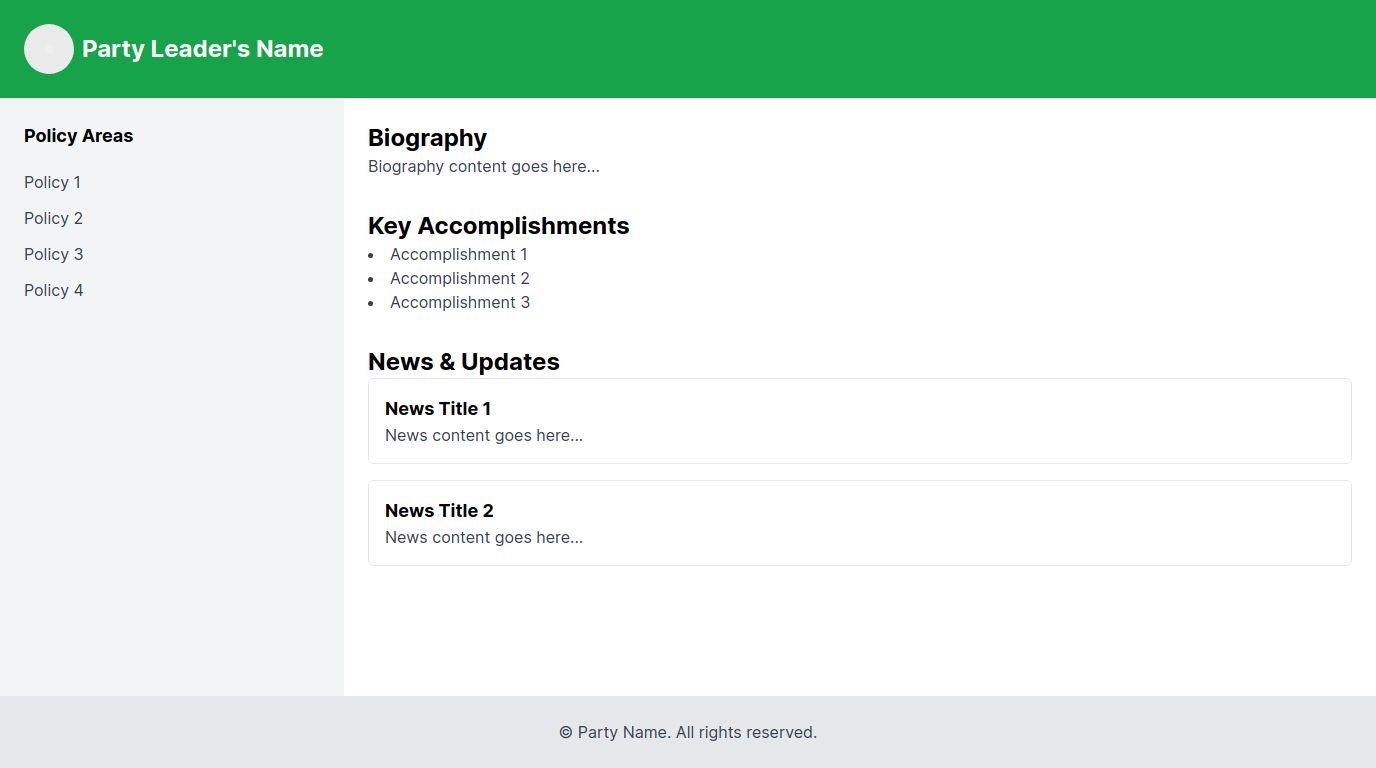 Party Leader's Name
Policy Areas
Policy 1
Policy 2
Policy 3
Policy 4
Biography
Biography content goes here...
Key Accomplishments
• Accomplishment 1
• Accomplishment 2
• Accomplishment 3
News & Updates
News Title 1
News content goes here...
News Title 2
News content goes here...
© Party Name. All rights reserved.